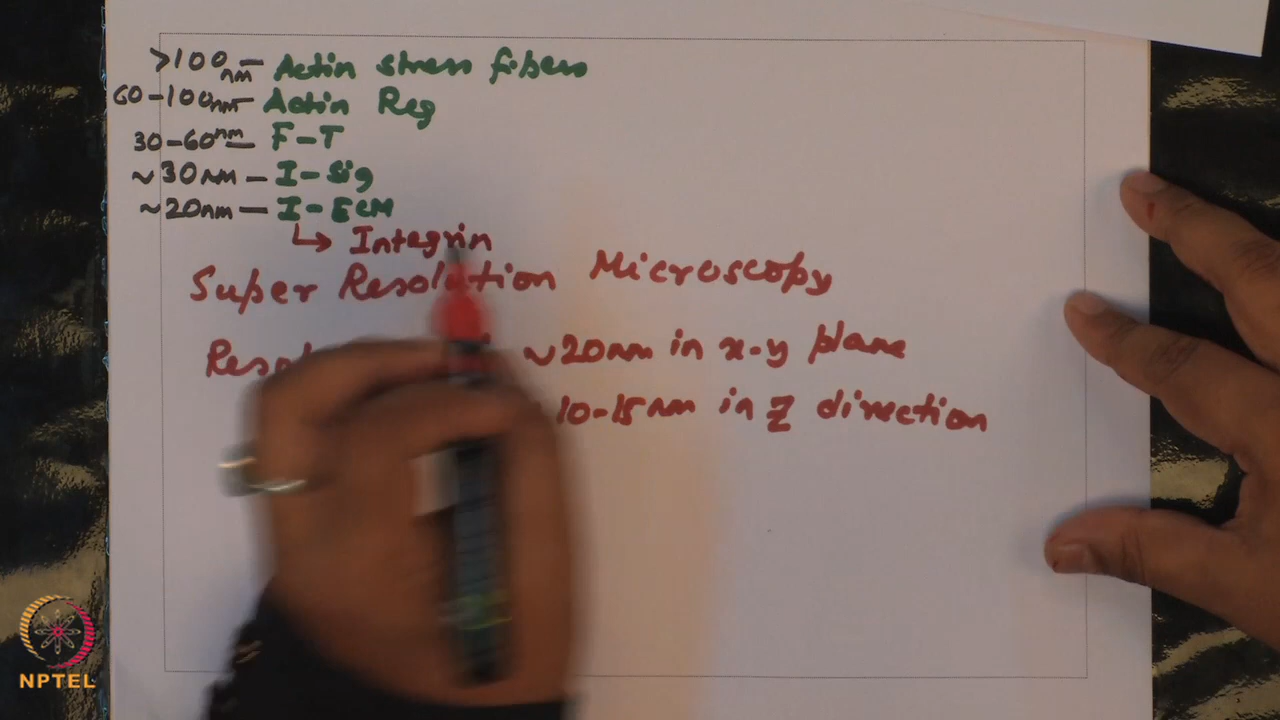 >100nm — Actin stress fibers
60-100nm — Actin Reg
30-60nm — F-T
~30nm — I-Sig
~20nm — I-ECM
↳ Integrin
Super Resolution Microscopy
~20nm in x-y plane
10-15nm in Z direction
NPTEL